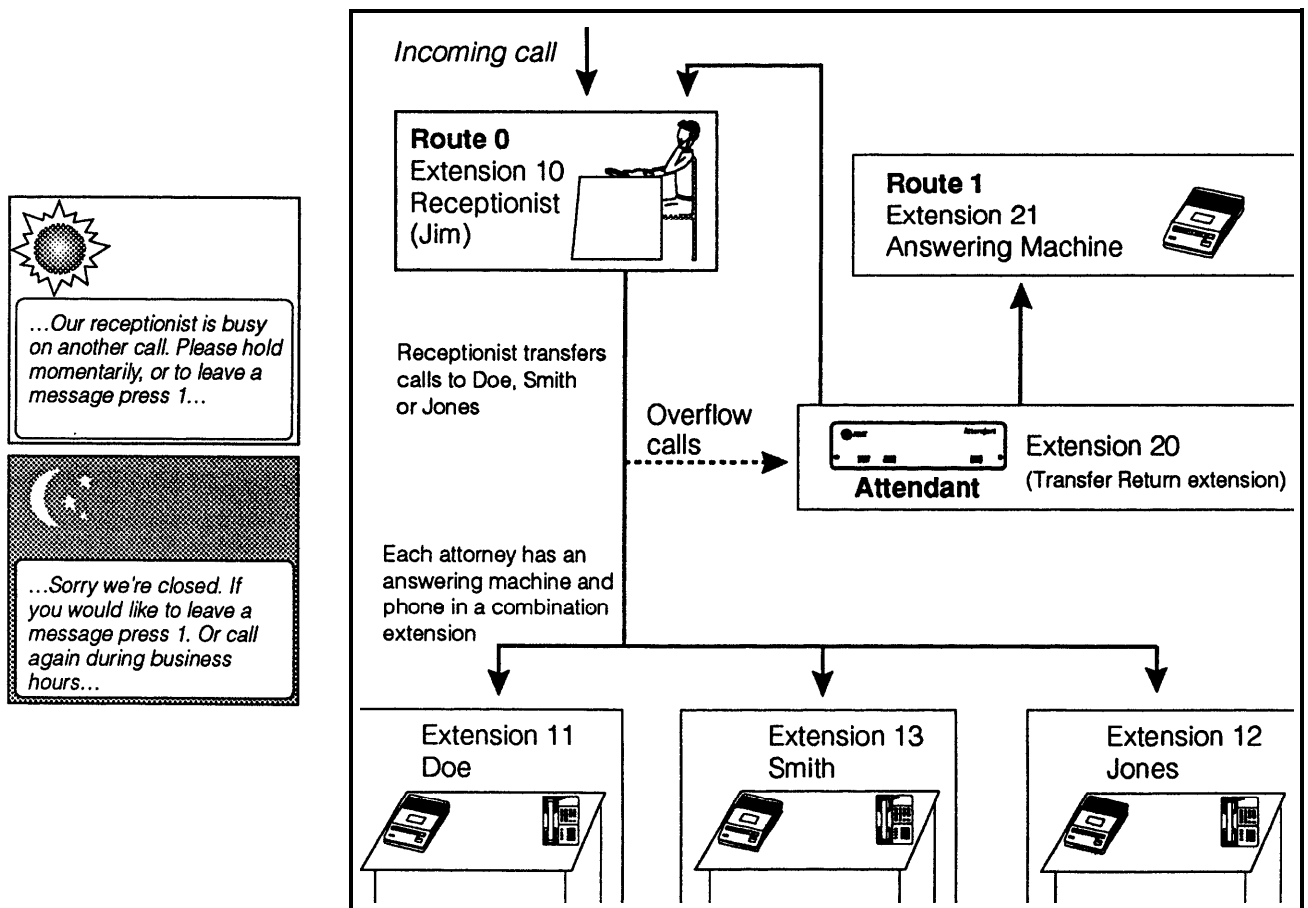 Incoming call
Route 0
Extension 10
Receptionist
(Jim)
Route 1
Extension 21
Answering Machine
...Our receptionist is busy
on another call. Please hold
momentarily, or to leave a
message press 1...
Receptionist transfers
calls to Doe, Smith
or Jones
Overflow
calls
Attendant
Extension 20
(Transfer Return extension)
...Sorry we're closed. If
you would like to leave a
message press 1. Or call
again during business
hours...
Each attorney has an
answering machine and
phone in a combination
extension
Extension 11
Doe
Extension 13
Smith
Extension 12
Jones